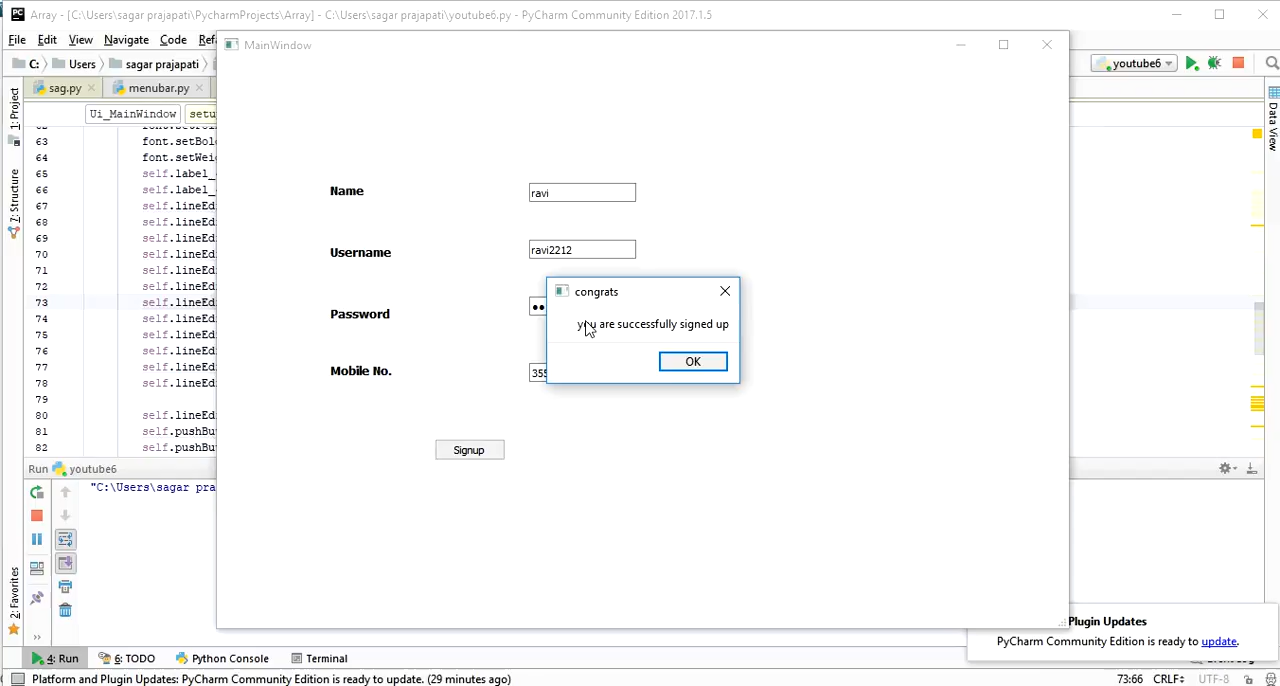 PC Array - [C:\Users\sagar prajapati\PycharmProjects\Array] - C:\Users\sagar prajapati\youtube6.py - PyCharm Community Edition 2017.1.5
File Edit View Navigate Code
MainWindow
C: Users sagar prajapati
youtube6
sag.py menubar.py
Ui_MainWindow
1: Project
7: Structure
2: Favorites
Data View
63 font.setBol
64 font.setWei
65 self.label_
66 self.label_
67 self.lineEd
68 self.lineEd
69 self.lineEd
70 self.lineEd
71 self.lineEd
72 self.lineEd
73 self.lineEd
74 self.lineEd
75 self.lineEd
76 self.lineEd
77 self.lineEd
78 self.lineEd
79
80 self.lineEd
81 self.pushBu
82 self.pushBu
Name ravi
Username ravi2212
Password
Mobile No. 355
Signup
congrats
you are successfully signed up
OK
Run youtube6
"C:\Users\sagar pra
Plugin Updates
PyCharm Community Edition is ready to update.
4: Run 6: TODO Python Console Terminal
Platform and Plugin Updates: PyCharm Community Edition is ready to update. (29 minutes ago)
73:66 CRLF UTF-8